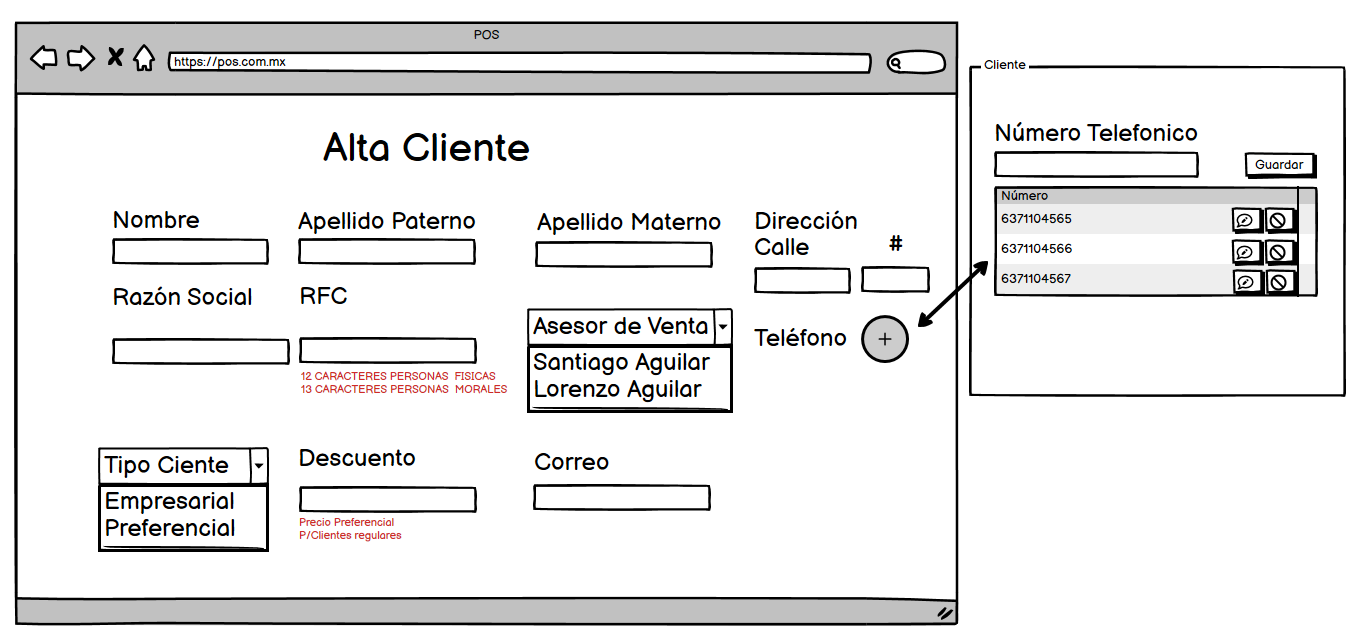 POS
https://pos.com.mx
Alta Cliente
Nombre
Apellido Paterno
Apellido Materno
Dirección
Calle
#
Razón Social
RFC
12 CARACTERES PERSONAS FISICAS
13 CARACTERES PERSONAS MORALES
Asesor de Venta
Santiago Aguilar
Lorenzo Aguilar
Teléfono
+
Tipo Ciente
Empresarial
Preferencial
Descuento
Precio Preferencial
P/Clientes regulares
Correo
Cliente
Número Telefonico
Guardar
Número
6371104565
6371104566
6371104567